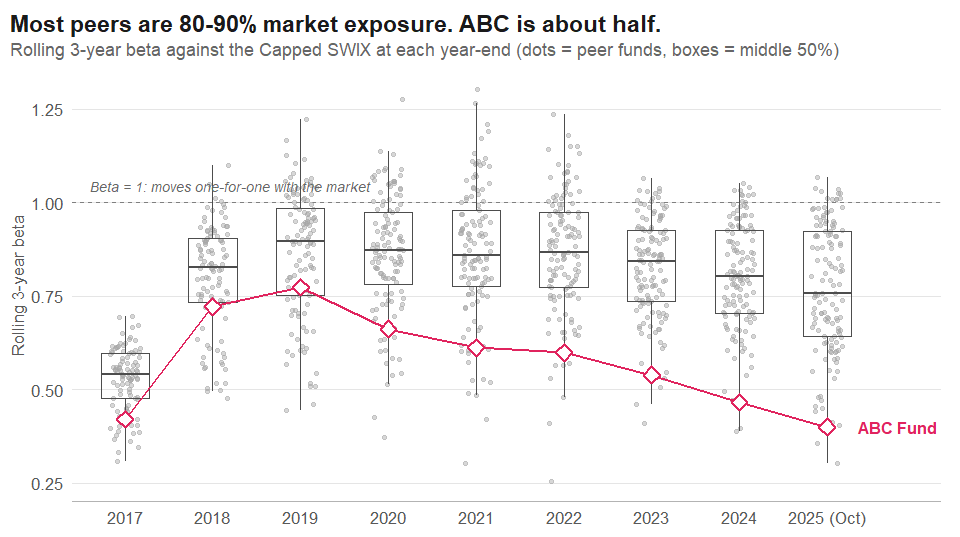 Most peers are 80-90% market exposure. ABC is about half.
Rolling 3-year beta against the Capped SWIX at each year-end (dots = peer funds, boxes = middle 50%)
Rolling 3-year beta
1.25
1.00
0.75
0.50
0.25
Beta = 1: moves one-for-one with the market
ABC Fund
2017 2018 2019 2020 2021 2022 2023 2024 2025 (Oct)